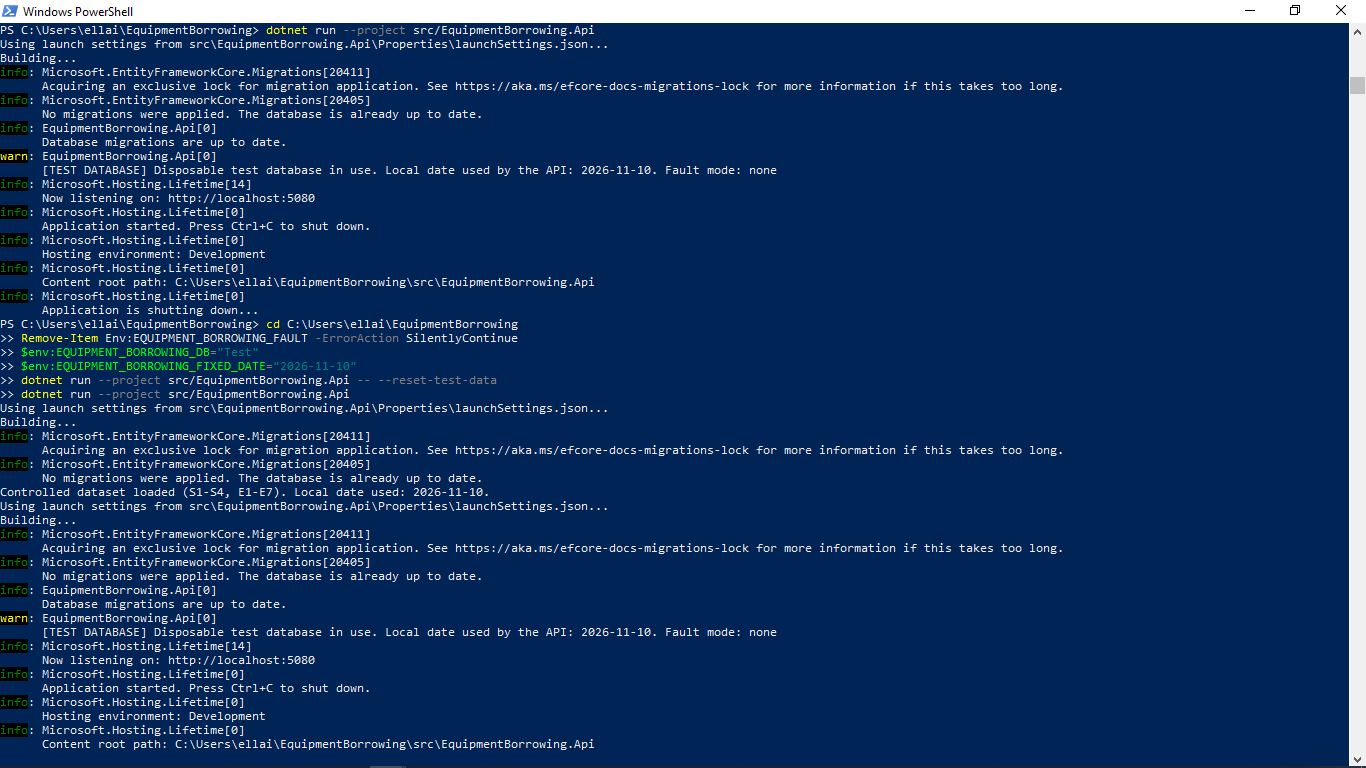 Windows PowerShell
PS C:\Users\ellai\EquipmentBorrowing> dotnet run --project src/EquipmentBorrowing.Api
Using launch settings from src\EquipmentBorrowing.Api\Properties\launchSettings.json...
Building...
info: Microsoft.EntityFrameworkCore.Migrations[20411]
      Acquiring an exclusive lock for migration application. See https://aka.ms/efcore-docs-migrations-lock for more information if this takes too long.
info: Microsoft.EntityFrameworkCore.Migrations[20405]
      No migrations were applied. The database is already up to date.
info: EquipmentBorrowing.Api[0]
      Database migrations are up to date.
warn: EquipmentBorrowing.Api[0]
      [TEST DATABASE] Disposable test database in use. Local date used by the API: 2026-11-10. Fault mode: none
info: Microsoft.Hosting.Lifetime[14]
      Now listening on: http://localhost:5080
info: Microsoft.Hosting.Lifetime[0]
      Application started. Press Ctrl+C to shut down.
info: Microsoft.Hosting.Lifetime[0]
      Hosting environment: Development
info: Microsoft.Hosting.Lifetime[0]
      Content root path: C:\Users\ellai\EquipmentBorrowing\src\EquipmentBorrowing.Api
info: Microsoft.Hosting.Lifetime[0]
      Application is shutting down...
PS C:\Users\ellai\EquipmentBorrowing> cd C:\Users\ellai\EquipmentBorrowing
>> Remove-Item Env:EQUIPMENT_BORROWING_FAULT -ErrorAction SilentlyContinue
>> $env:EQUIPMENT_BORROWING_DB="Test"
>> $env:EQUIPMENT_BORROWING_FIXED_DATE="2026-11-10"
>> dotnet run --project src/EquipmentBorrowing.Api -- --reset-test-data
>> dotnet run --project src/EquipmentBorrowing.Api
Using launch settings from src\EquipmentBorrowing.Api\Properties\launchSettings.json...
Building...
info: Microsoft.EntityFrameworkCore.Migrations[20411]
      Acquiring an exclusive lock for migration application. See https://aka.ms/efcore-docs-migrations-lock for more information if this takes too long.
info: Microsoft.EntityFrameworkCore.Migrations[20405]
      No migrations were applied. The database is already up to date.
Controlled dataset loaded (S1-S4, E1-E7). Local date used: 2026-11-10.
Using launch settings from src\EquipmentBorrowing.Api\Properties\launchSettings.json...
Building...
info: Microsoft.EntityFrameworkCore.Migrations[20411]
      Acquiring an exclusive lock for migration application. See https://aka.ms/efcore-docs-migrations-lock for more information if this takes too long.
info: Microsoft.EntityFrameworkCore.Migrations[20405]
      No migrations were applied. The database is already up to date.
info: EquipmentBorrowing.Api[0]
      Database migrations are up to date.
warn: EquipmentBorrowing.Api[0]
      [TEST DATABASE] Disposable test database in use. Local date used by the API: 2026-11-10. Fault mode: none
info: Microsoft.Hosting.Lifetime[14]
      Now listening on: http://localhost:5080
info: Microsoft.Hosting.Lifetime[0]
      Application started. Press Ctrl+C to shut down.
info: Microsoft.Hosting.Lifetime[0]
      Hosting environment: Development
info: Microsoft.Hosting.Lifetime[0]
      Content root path: C:\Users\ellai\EquipmentBorrowing\src\EquipmentBorrowing.Api